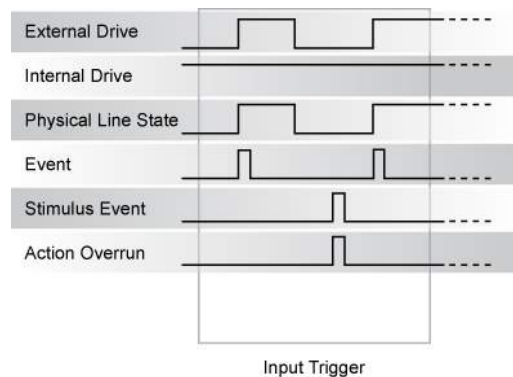 External Drive
Internal Drive
Physical Line State
Event
Stimulus Event
Action Overrun
Input Trigger